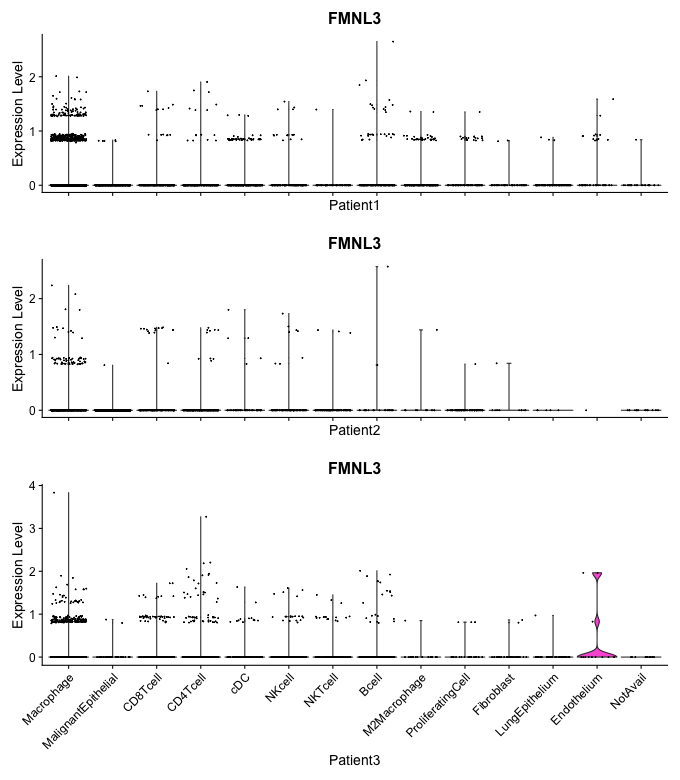 FMNL3
Expression Level
2
1
0
Patient1
FMNL3
Expression Level
2
1
0
Patient2
FMNL3
Expression Level
4
3
2
1
0
Macrophage
MalignantEpithelial
CD8Tcell
CD4Tcell
cDC
NKcell
NKTcell
Bcell
M2Macrophage
ProliferatingCell
Fibroblast
LungEpithelium
Endothelium
NotAvail
Patient3